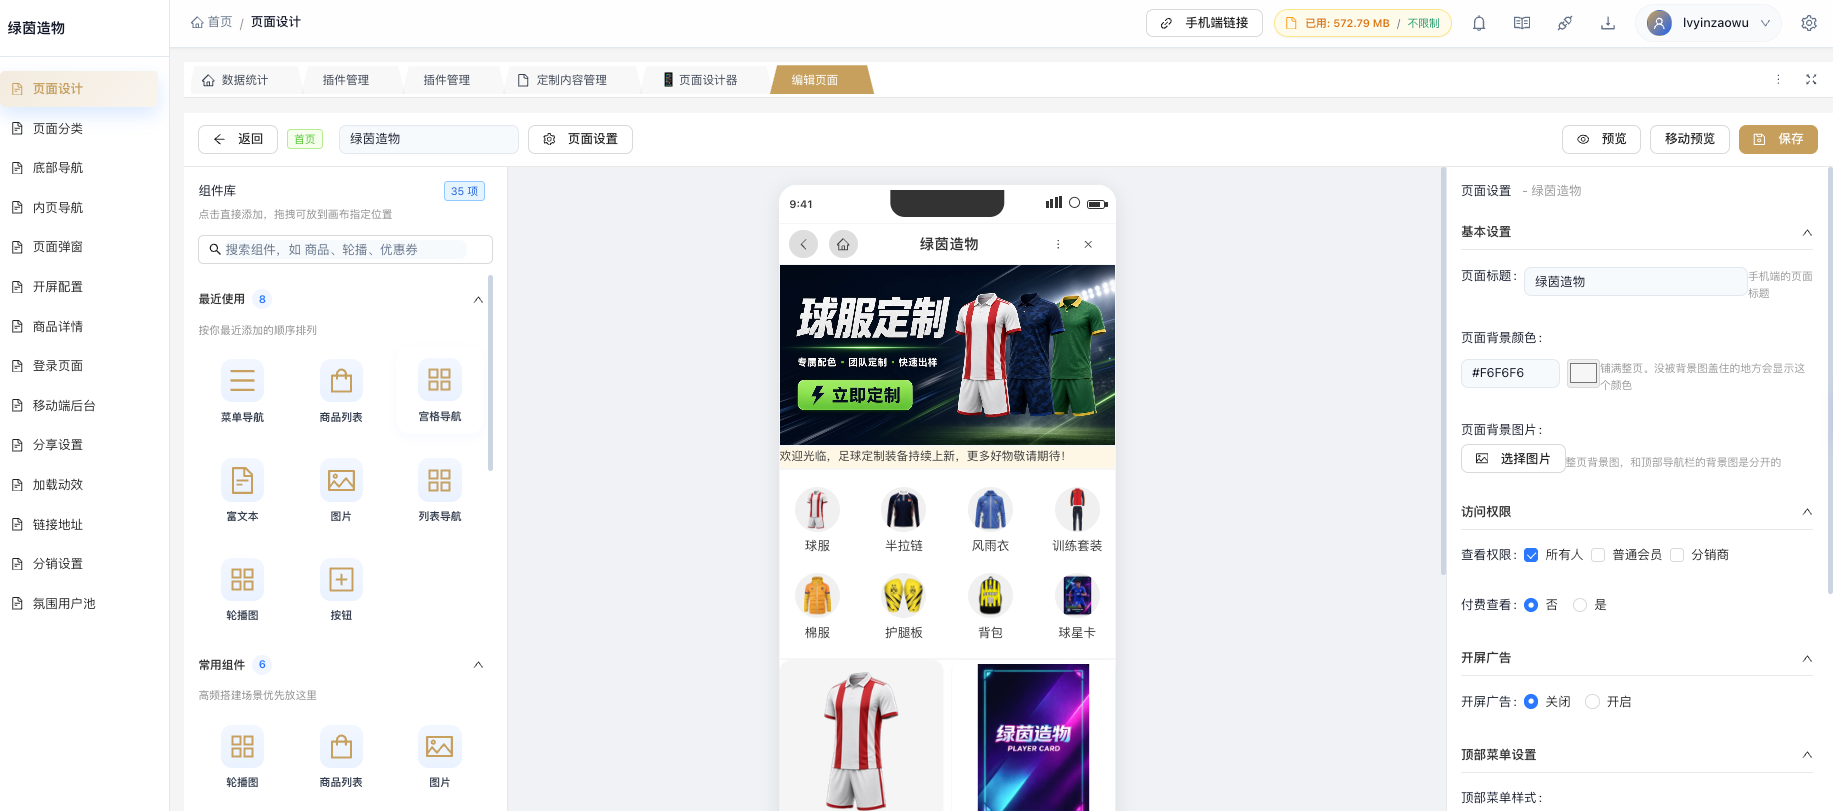 绿茵造物
首页 / 页面设计
手机端链接
已用: 572.79 MB / 不限制
lvyinzaowu
页面设计
页面分类
底部导航
内页导航
页面弹窗
开屏配置
商品详情
登录页面
移动端后台
分享设置
加载动效
链接地址
分销设置
氛围用户池
数据统计
插件管理
插件管理
定制内容管理
页面设计器
编辑页面
返回
首页
绿茵造物
页面设置
预览
移动预览
保存
组件库
35 项
点击直接添加，拖拽可放到画布指定位置
搜索组件，如 商品、轮播、优惠券
最近使用 8
按你最近添加的顺序排列
菜单导航
商品列表
宫格导航
富文本
图片
列表导航
轮播图
按钮
常用组件 6
高频搭建场景优先放这里
轮播图
商品列表
图片
9:41
绿茵造物
球服定制
专属配色·团队定制·快速出样
立即定制
欢迎光临，足球定制装备持续上新，更多好物敬请期待！
球服
半拉链
风雨衣
训练套装
棉服
护腿板
背包
球星卡
绿茵造物
PLAYER CARD
页面设置 - 绿茵造物
基本设置
页面标题：
绿茵造物
手机端的页面
标题
页面背景颜色：
#F6F6F6
铺满整页。没被背景图盖住的地方会显示这
个颜色
页面背景图片：
选择图片
整页背景图，和顶部导航栏的背景图是分开的
访问权限
查看权限： 所有人 普通会员 分销商
付费查看： 否 是
开屏广告
开屏广告： 关闭 开启
顶部菜单设置
顶部菜单样式：